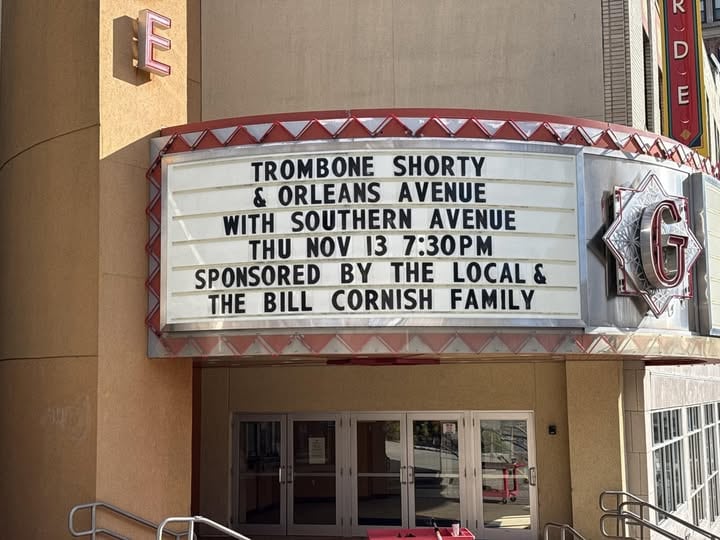 E
R
D
E
TROMBONE SHORTY
& ORLEANS AVENUE
WITH SOUTHERN AVENUE
THU NOV 13 7:30PM
SPONSORED BY THE LOCAL &
THE BILL CORNISH FAMILY
G